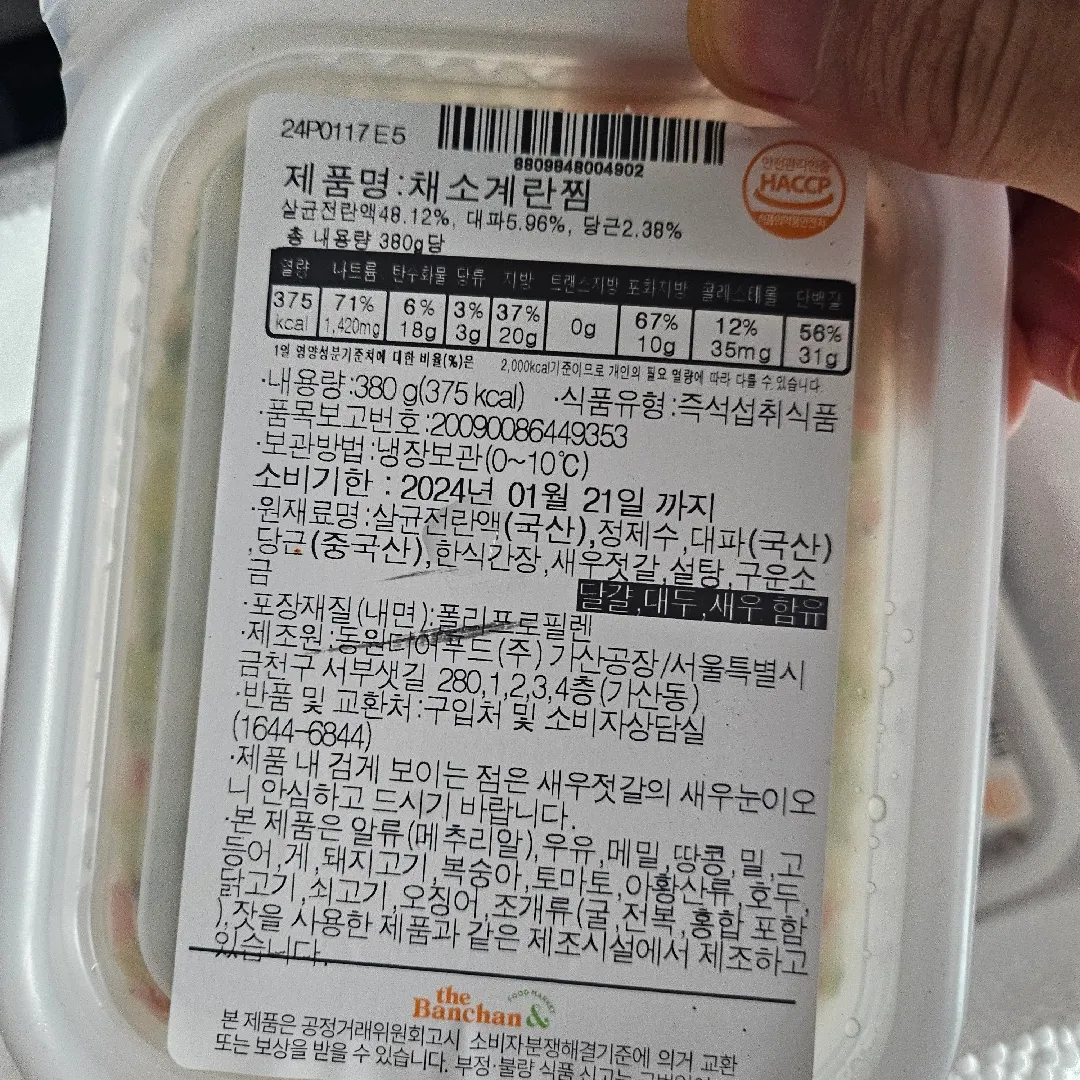 24P0117E5
8809848004902
안전관리인증
HACCP
식품의약품안전처
제품명:채소계란찜
살균전란액48.12%, 대파5.96%, 당근2.38%
총 내용량 380g당
열량 나트륨 탄수화물 당류 지방 트랜스지방 포화지방 콜레스테롤 단백질
375 71% 6% 3% 37% 0g 67% 12% 56%
kcal 1,420mg 18g 3g 20g 10g 35mg 31g
1일 영양성분기준치에 대한 비율(%)은 2,000kcal기준이므로 개인의 필요 열량에 따라 다를 수 있습니다.
·내용량:380 g(375 kcal) ·식품유형:즉석섭취식품
·품목보고번호:20090086449353
·보관방법:냉장보관(0~10℃)
소비기한 : 2024년 01월 21일 까지
·원재료명:살균전란액(국산),정제수,대파(국산)
,당근(중국산),한식간장,새우젓갈,설탕,구운소
금
달걀,대두,새우 함유
·포장재질(내면):폴리프로필렌
·제조원:동원디어푸드(주)가산공장/서울특별시
금천구 서부샛길 280,1,2,3,4층(가산동)
·반품 및 교환처:구입처 및 소비자상담실
(1644-6844)
·제품 내 검게 보이는 점은 새우젓갈의 새우눈이오
니 안심하고 드시기 바랍니다.
·본 제품은 알류(메추리알),우유,메밀,땅콩,밀,고
등어,게,돼지고기,복숭아,토마토,아황산류,호두,
닭고기,쇠고기,오징어,조개류(굴,전복,홍합 포함
),잣을 사용한 제품과 같은 제조시설에서 제조하고
있습니다.
the
Banchan &
FOOD MARKET
본 제품은 공정거래위원회고시 소비자분쟁해결기준에 의거 교환
또는 보상을 받을 수 있습니다. 부정·불량 식품 신고는